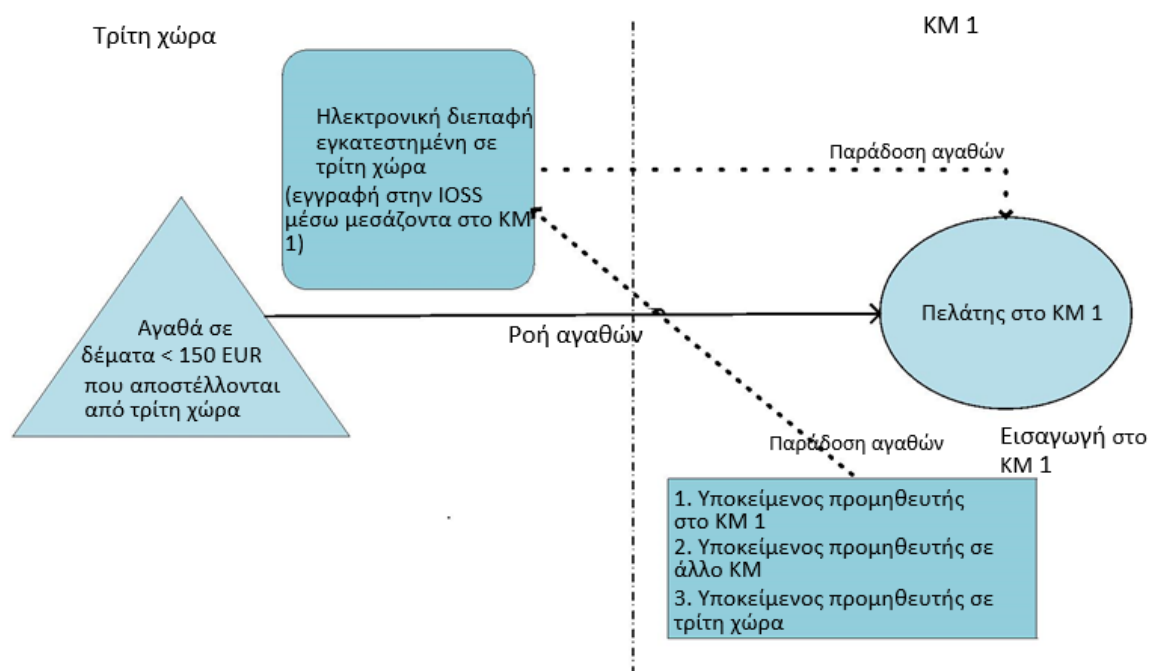 Τρίτη χώρα
ΚΜ 1
Ηλεκτρονική διεπαφή
εγκατεστημένη σε
τρίτη χώρα
(εγγραφή στην IOSS
μέσω μεσάζοντα στο ΚΜ
1)
Παράδοση αγαθών
Αγαθά σε
δέματα < 150 EUR
που αποστέλλονται
από τρίτη χώρα
Ροή αγαθών
Πελάτης στο ΚΜ 1
Παράδοση αγαθών
Εισαγωγή στο
ΚΜ 1
1. Υποκείμενος προμηθευτής
στο ΚΜ 1
2. Υποκείμενος προμηθευτής σε
άλλο ΚΜ
3. Υποκείμενος προμηθευτής σε
τρίτη χώρα